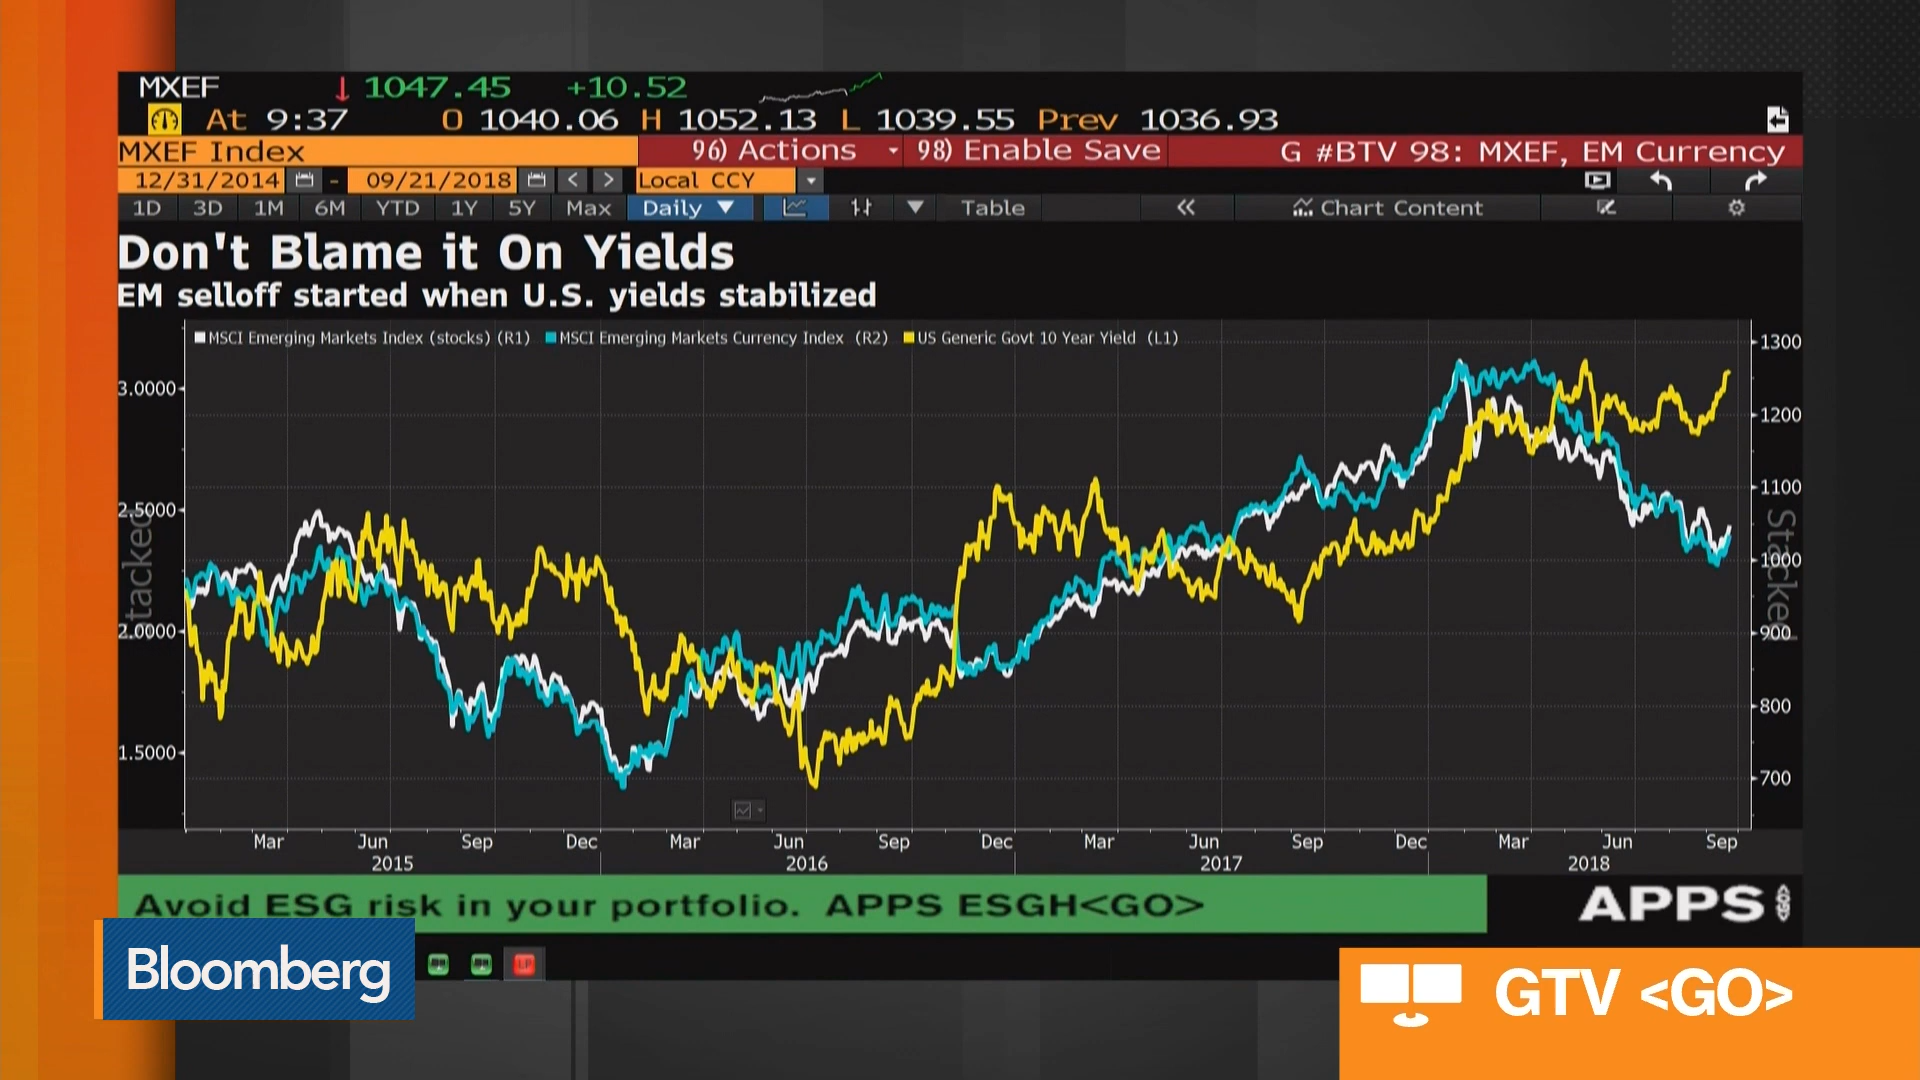 MXEF 1047.45 +10.52
At 9:37 O 1040.06 H 1052.13 L 1039.55 Prev 1036.93
MXEF Index 96) Actions 98) Enable Save G #BTV 98: MXEF, EM Currency
12/31/2014 - 09/21/2018 < > Local CCY
1D 3D 1M 6M YTD 1Y 5Y Max Daily ▼ Table « Chart Content
Don't Blame it On Yields
EM selloff started when U.S. yields stabilized
MSCI Emerging Markets Index (stocks) (R1) MSCI Emerging Markets Currency Index (R2) US Generic Govt 10 Year Yield (L1)
3.0000
2.5000
2.0000
1.5000
Stacked
1300
1200
1100
1000
900
800
700
Stacked
Mar Jun Sep Dec Mar Jun Sep Dec Mar Jun Sep Dec Mar Jun Sep
2015 2016 2017 2018
Avoid ESG risk in your portfolio. APPS ESGH<GO>
APPS <GO>
Bloomberg
LP
GTV <GO>